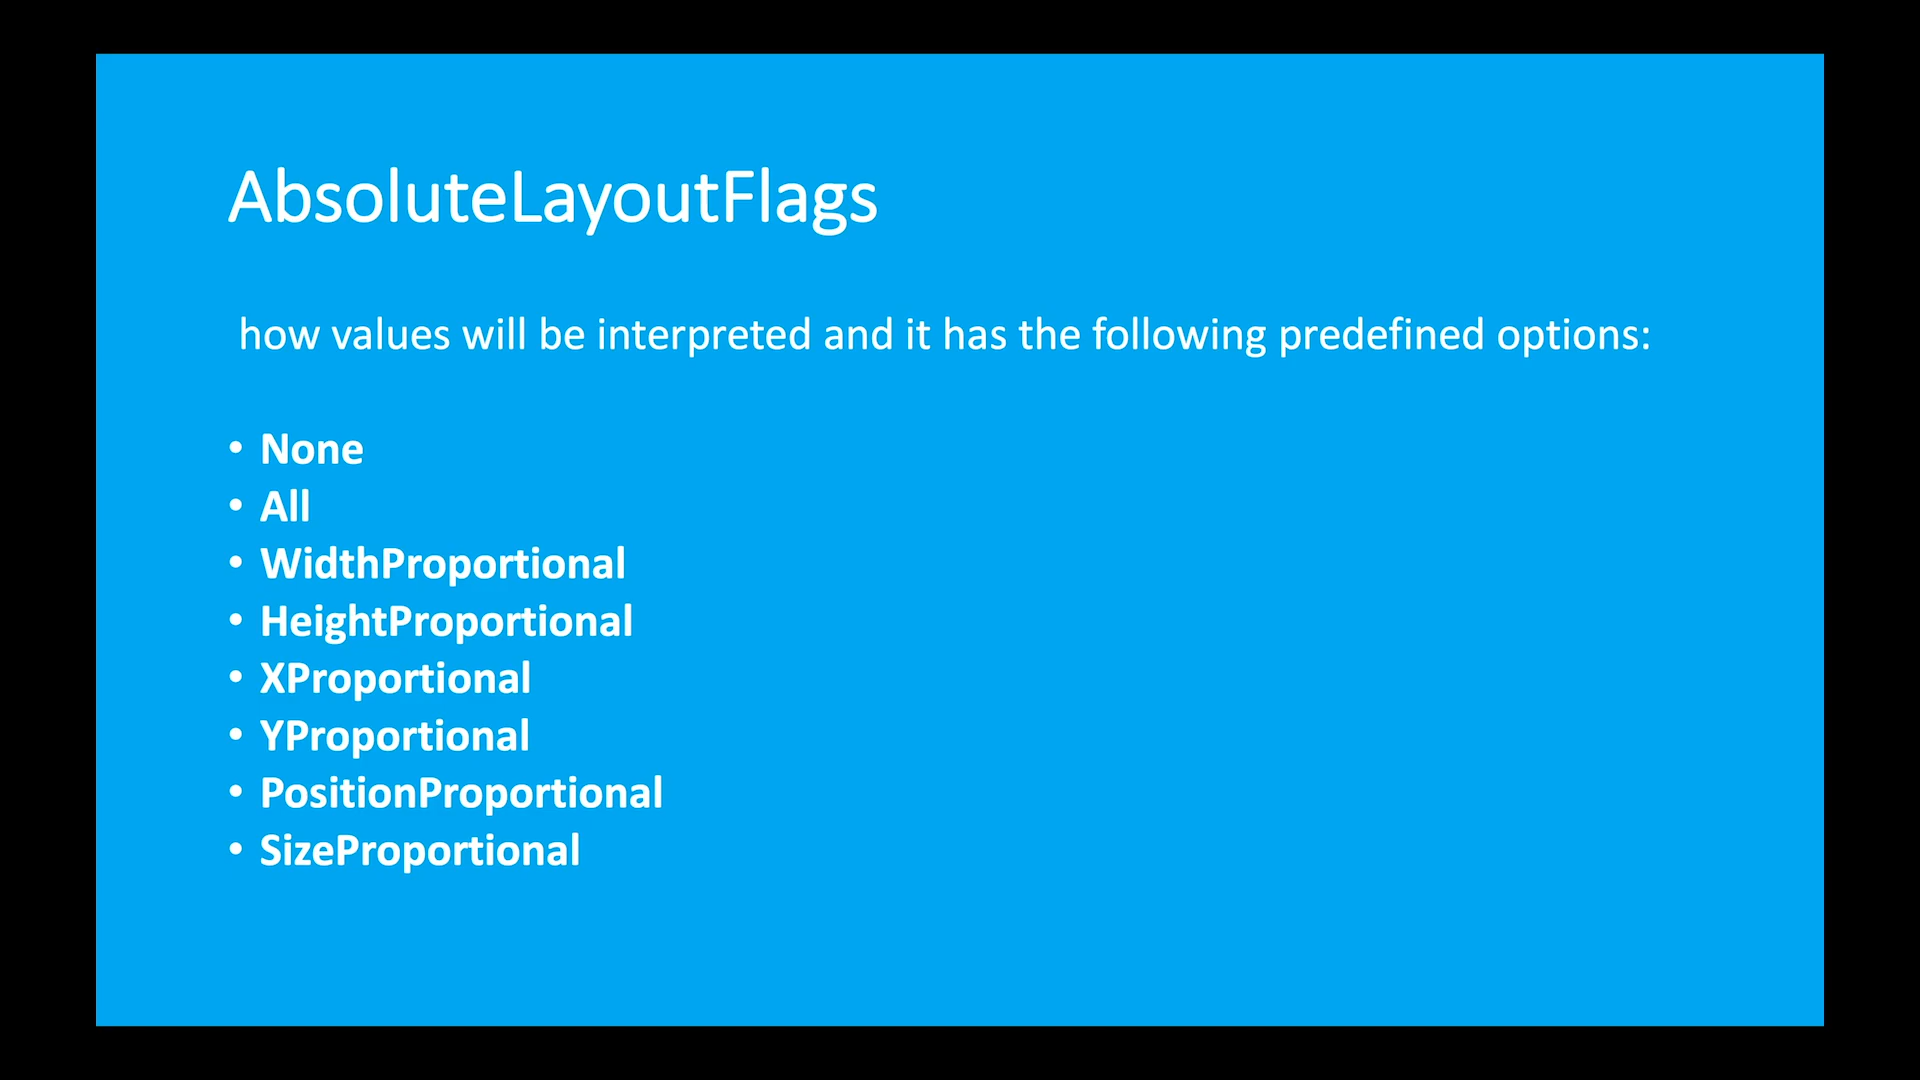 AbsoluteLayoutFlags
how values will be interpreted and it has the following predefined options:
• None
• All
• WidthProportional
• HeightProportional
• XProportional
• YProportional
• PositionProportional
• SizeProportional